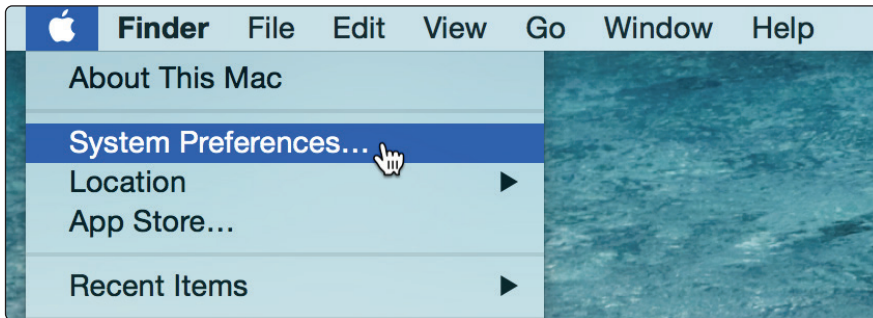 Finder File Edit View Go Window Help
About This Mac
System Preferences...
Location
App Store...
Recent Items